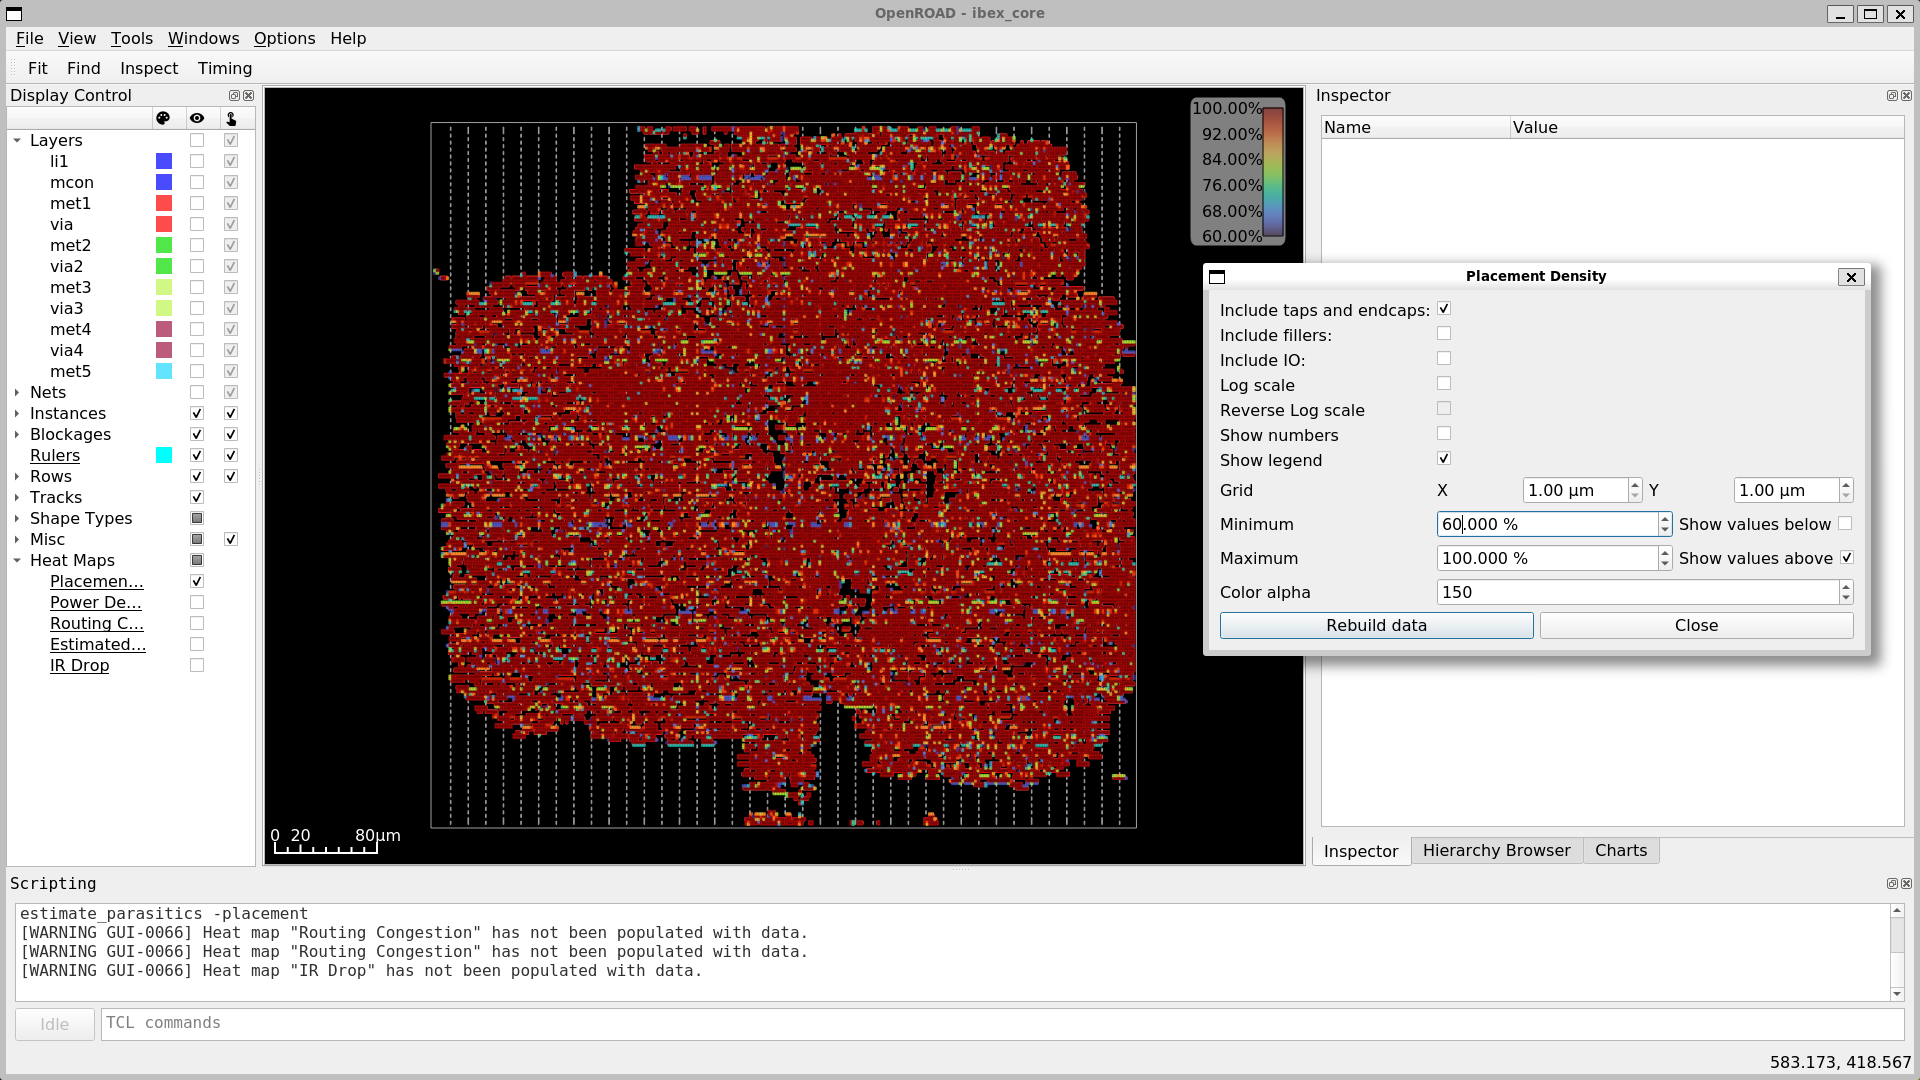 OpenROAD - ibex_core
File View Tools Windows Options Help
Fit Find Inspect Timing
Display Control
Layers
li1
mcon
met1
via
met2
via2
met3
via3
met4
via4
met5
Nets
Instances
Blockages
Rulers
Rows
Tracks
Shape Types
Misc
Heat Maps
Placemen...
Power De...
Routing C...
Estimated...
IR Drop
100.00%
92.00%
84.00%
76.00%
68.00%
60.00%
0 20 80μm
Inspector
Name Value
Placement Density
Include taps and endcaps:
Include fillers:
Include IO:
Log scale
Reverse Log scale
Show numbers
Show legend
Grid X 1.00 μm Y 1.00 μm
Minimum 60.000 % Show values below
Maximum 100.000 % Show values above
Color alpha 150
Rebuild data Close
Inspector Hierarchy Browser Charts
Scripting
estimate_parasitics -placement
[WARNING GUI-0066] Heat map "Routing Congestion" has not been populated with data.
[WARNING GUI-0066] Heat map "Routing Congestion" has not been populated with data.
[WARNING GUI-0066] Heat map "IR Drop" has not been populated with data.
Idle TCL commands
583.173, 418.567